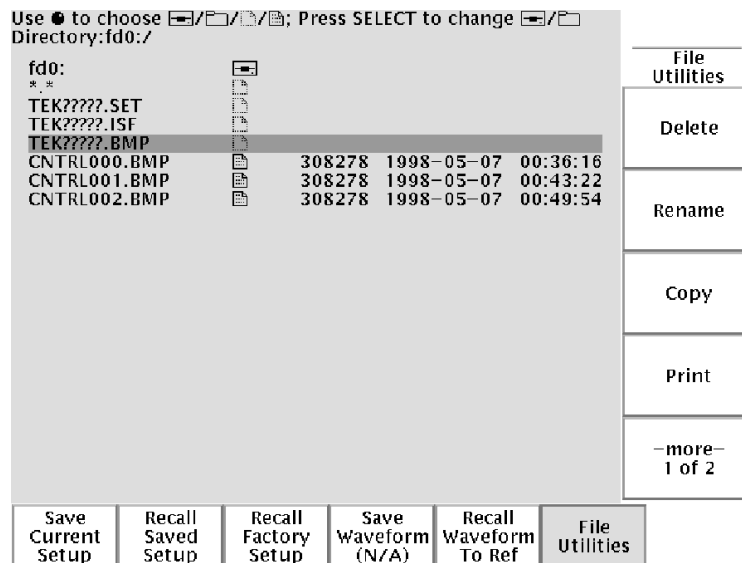 Use ● to choose / / / ; Press SELECT to change /
Directory:fd0:/
fd0:
*.*
TEK?????.SET
TEK?????.ISF
TEK?????.BMP
CNTRL000.BMP 308278 1998-05-07 00:36:16
CNTRL001.BMP 308278 1998-05-07 00:43:22
CNTRL002.BMP 308278 1998-05-07 00:49:54
File
Utilities
Delete
Rename
Copy
Print
-more-
1 of 2
Save
Current
Setup
Recall
Saved
Setup
Recall
Factory
Setup
Save
Waveform
(N/A)
Recall
Waveform
To Ref
File
Utilities